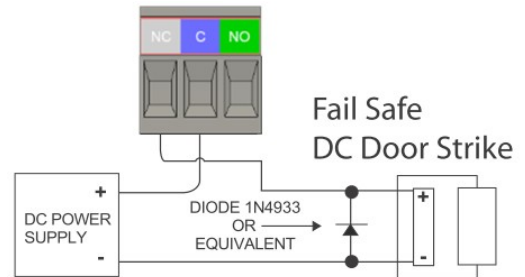 NC C NO
Fail Safe
DC Door Strike
+
DC POWER
SUPPLY
-
DIODE 1N4933
OR
EQUIVALENT
+
-